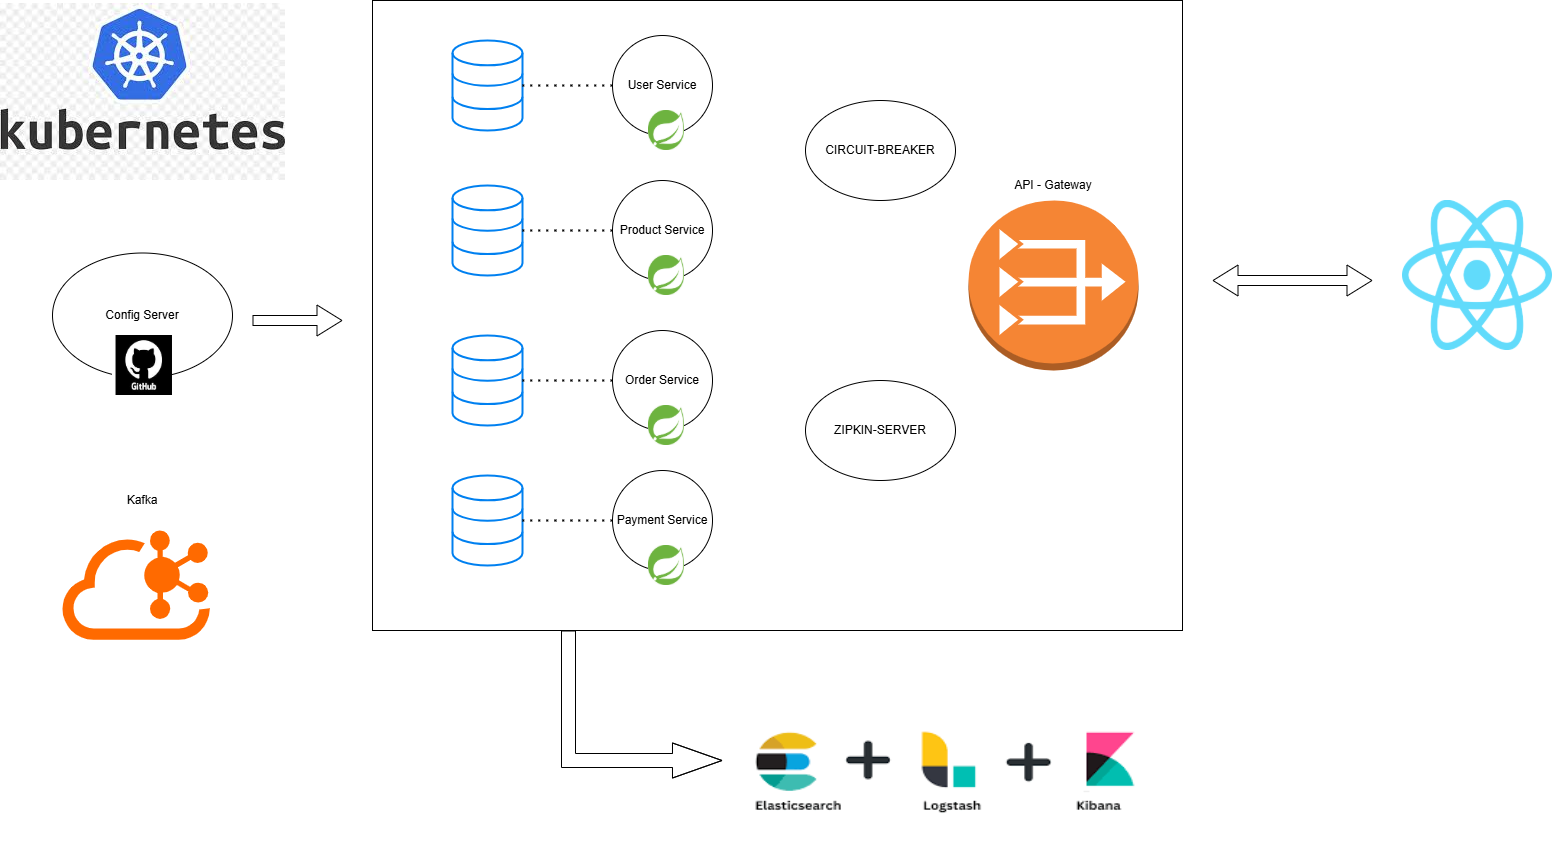 kubernetes
User Service
CIRCUIT-BREAKER
API - Gateway
Product Service
Config Server
GitHub
Order Service
ZIPKIN-SERVER
Kafka
Payment Service
Elasticsearch
Logstash
Kibana